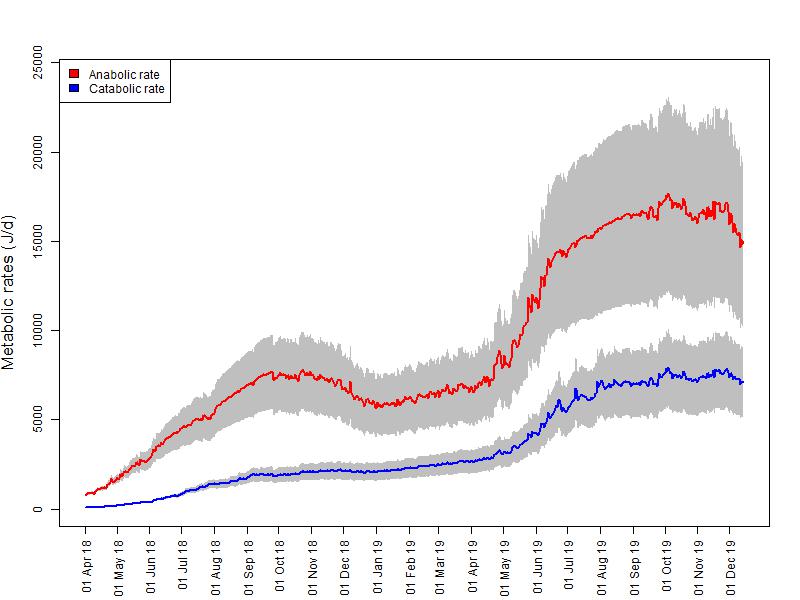 Anabolic rate
Catabolic rate
Metabolic rates (J/d)
25000
20000
15000
10000
5000
0
01 Apr 18
01 May 18
01 Jun 18
01 Jul 18
01 Aug 18
01 Sep 18
01 Oct 18
01 Nov 18
01 Dec 18
01 Jan 19
01 Feb 19
01 Mar 19
01 Apr 19
01 May 19
01 Jun 19
01 Jul 19
01 Aug 19
01 Sep 19
01 Oct 19
01 Nov 19
01 Dec 19